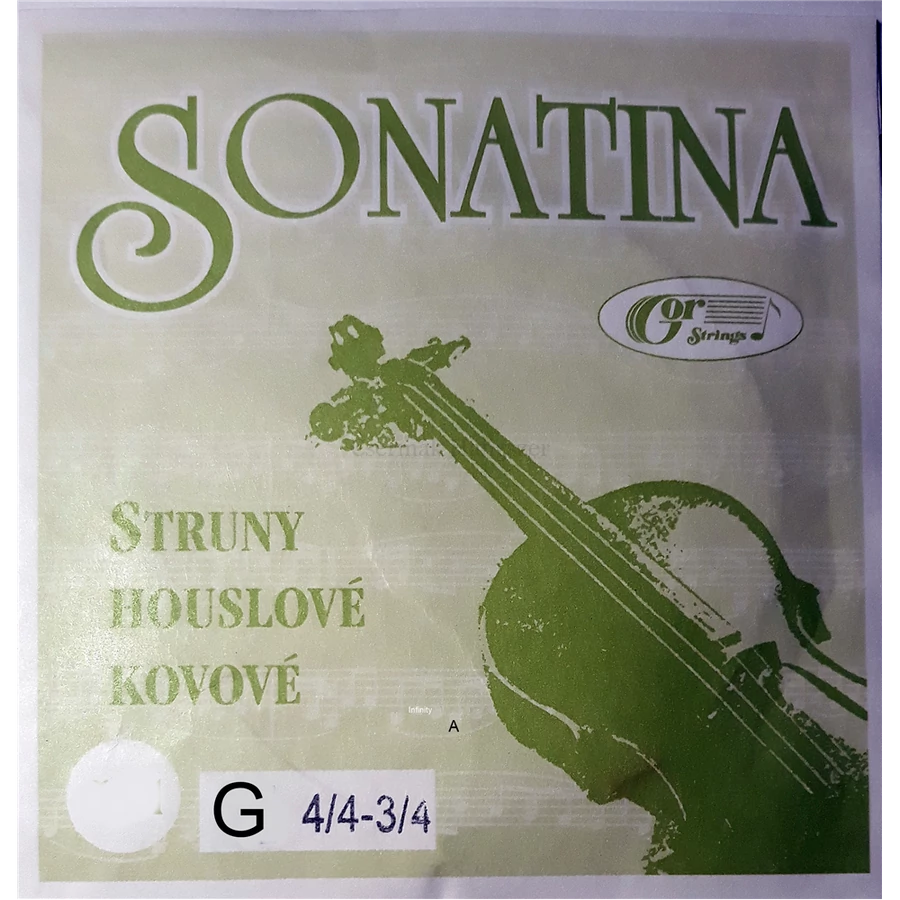 SONATINA
Gor
Strings
STRUNY
HOUSLOVÉ
KOVOVÉ
Infinity
A
G 4/4-3/4